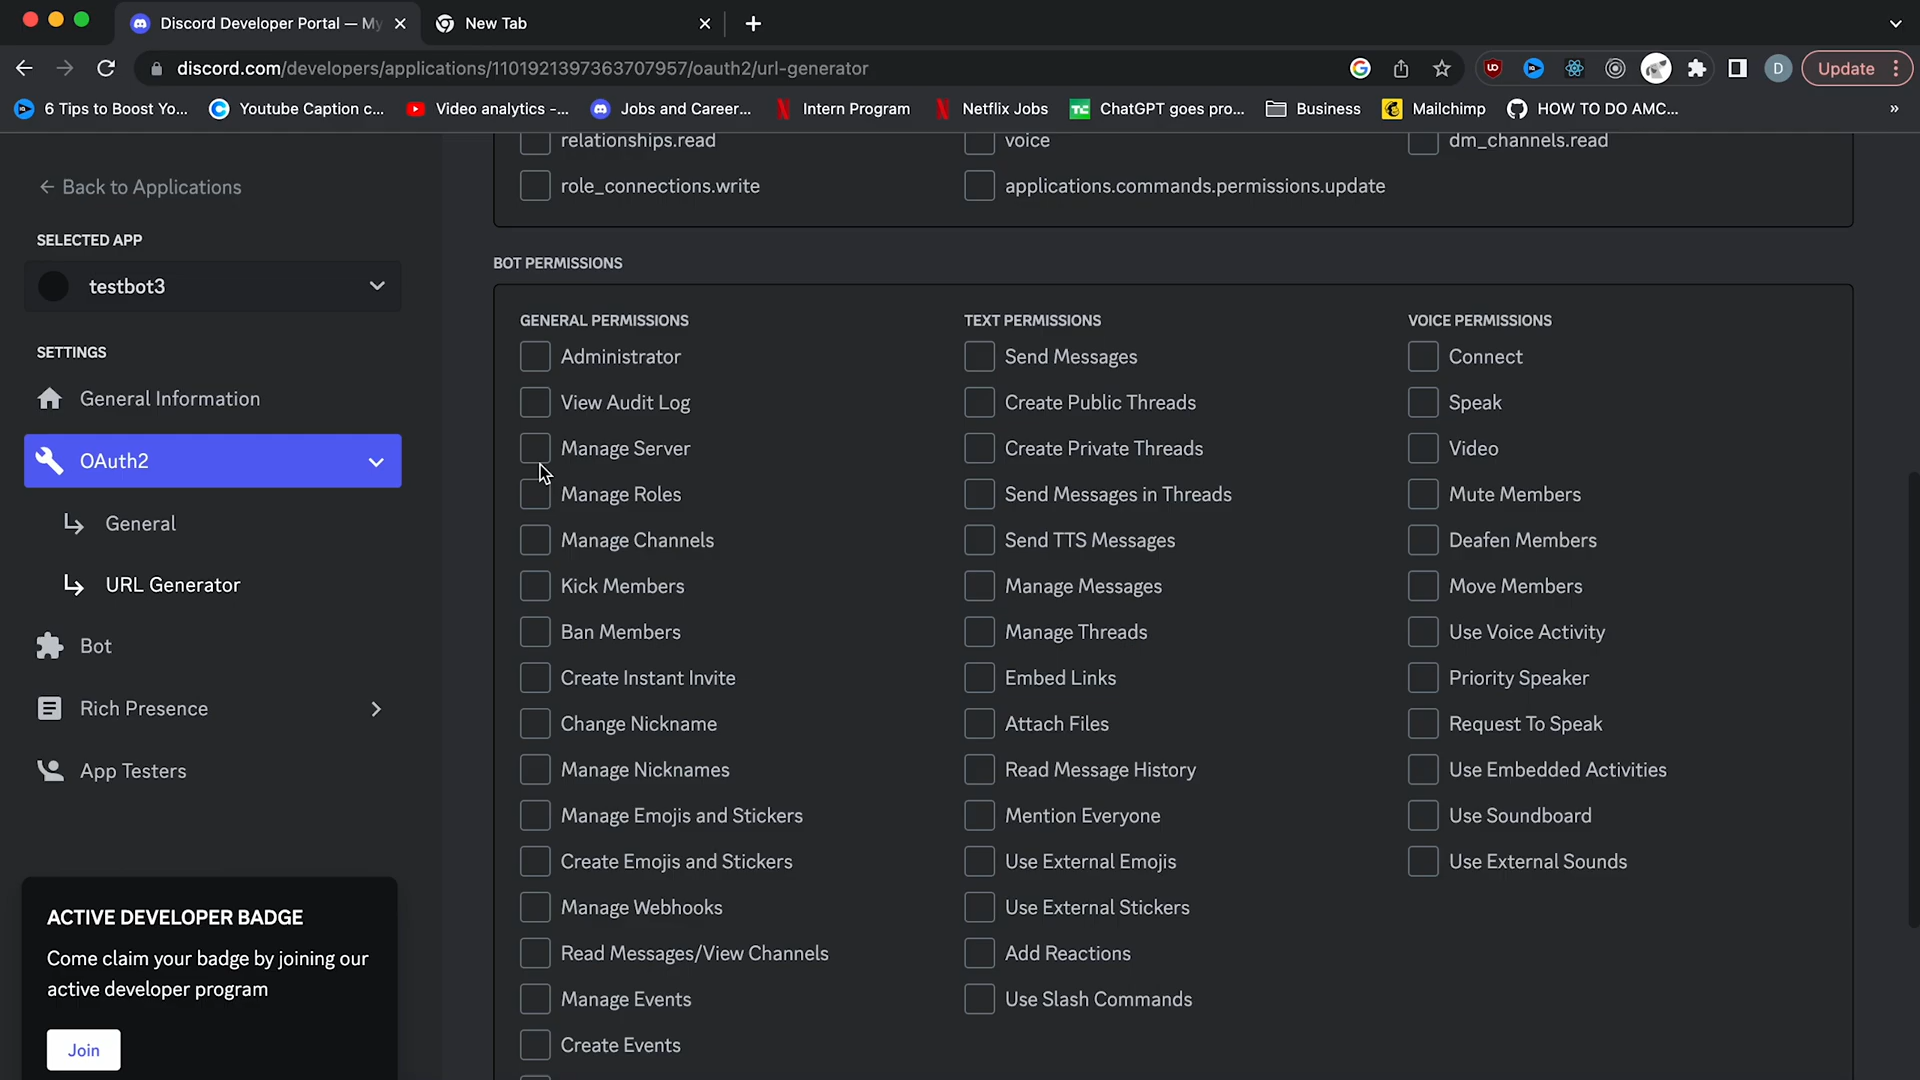 Discord Developer Portal — My
New Tab
discord.com/developers/applications/1101921397363707957/oauth2/url-generator
D
Update
6 Tips to Boost Yo...
Youtube Caption c...
Video analytics -...
Jobs and Career...
Intern Program
Netflix Jobs
ChatGPT goes pro...
Business
Mailchimp
HOW TO DO AMC...
»
Back to Applications
SELECTED APP
testbot3
SETTINGS
General Information
OAuth2
General
URL Generator
Bot
Rich Presence
App Testers
ACTIVE DEVELOPER BADGE
Come claim your badge by joining our
active developer program
Join
relationships.read
voice
dm_channels.read
role_connections.write
applications.commands.permissions.update
BOT PERMISSIONS
GENERAL PERMISSIONS
Administrator
View Audit Log
Manage Server
Manage Roles
Manage Channels
Kick Members
Ban Members
Create Instant Invite
Change Nickname
Manage Nicknames
Manage Emojis and Stickers
Create Emojis and Stickers
Manage Webhooks
Read Messages/View Channels
Manage Events
Create Events
TEXT PERMISSIONS
Send Messages
Create Public Threads
Create Private Threads
Send Messages in Threads
Send TTS Messages
Manage Messages
Manage Threads
Embed Links
Attach Files
Read Message History
Mention Everyone
Use External Emojis
Use External Stickers
Add Reactions
Use Slash Commands
VOICE PERMISSIONS
Connect
Speak
Video
Mute Members
Deafen Members
Move Members
Use Voice Activity
Priority Speaker
Request To Speak
Use Embedded Activities
Use Soundboard
Use External Sounds